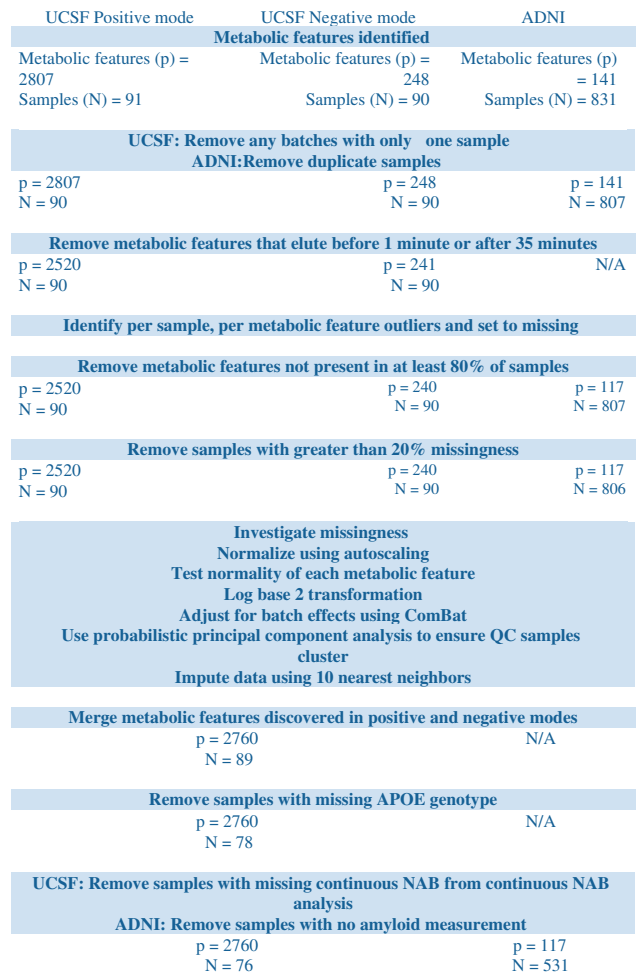 UCSF Positive mode UCSF Negative mode ADNI
Metabolic features identified
Metabolic features (p) = Metabolic features (p) = Metabolic features (p)
2807 248 = 141
Samples (N) = 91 Samples (N) = 90 Samples (N) = 831
UCSF: Remove any batches with only one sample
ADNI:Remove duplicate samples
p = 2807 p = 248 p = 141
N = 90 N = 90 N = 807
Remove metabolic features that elute before 1 minute or after 35 minutes
p = 2520 p = 241 N/A
N = 90 N = 90
Identify per sample, per metabolic feature outliers and set to missing
Remove metabolic features not present in at least 80% of samples
p = 2520 p = 240 p = 117
N = 90 N = 90 N = 807
Remove samples with greater than 20% missingness
p = 2520 p = 240 p = 117
N = 90 N = 90 N = 806
Investigate missingness
Normalize using autoscaling
Test normality of each metabolic feature
Log base 2 transformation
Adjust for batch effects using ComBat
Use probabilistic principal component analysis to ensure QC samples
cluster
Impute data using 10 nearest neighbors
Merge metabolic features discovered in positive and negative modes
p = 2760 N/A
N = 89
Remove samples with missing APOE genotype
p = 2760 N/A
N = 78
UCSF: Remove samples with missing continuous NAB from continuous NAB
analysis
ADNI: Remove samples with no amyloid measurement
p = 2760 p = 117
N = 76 N = 531